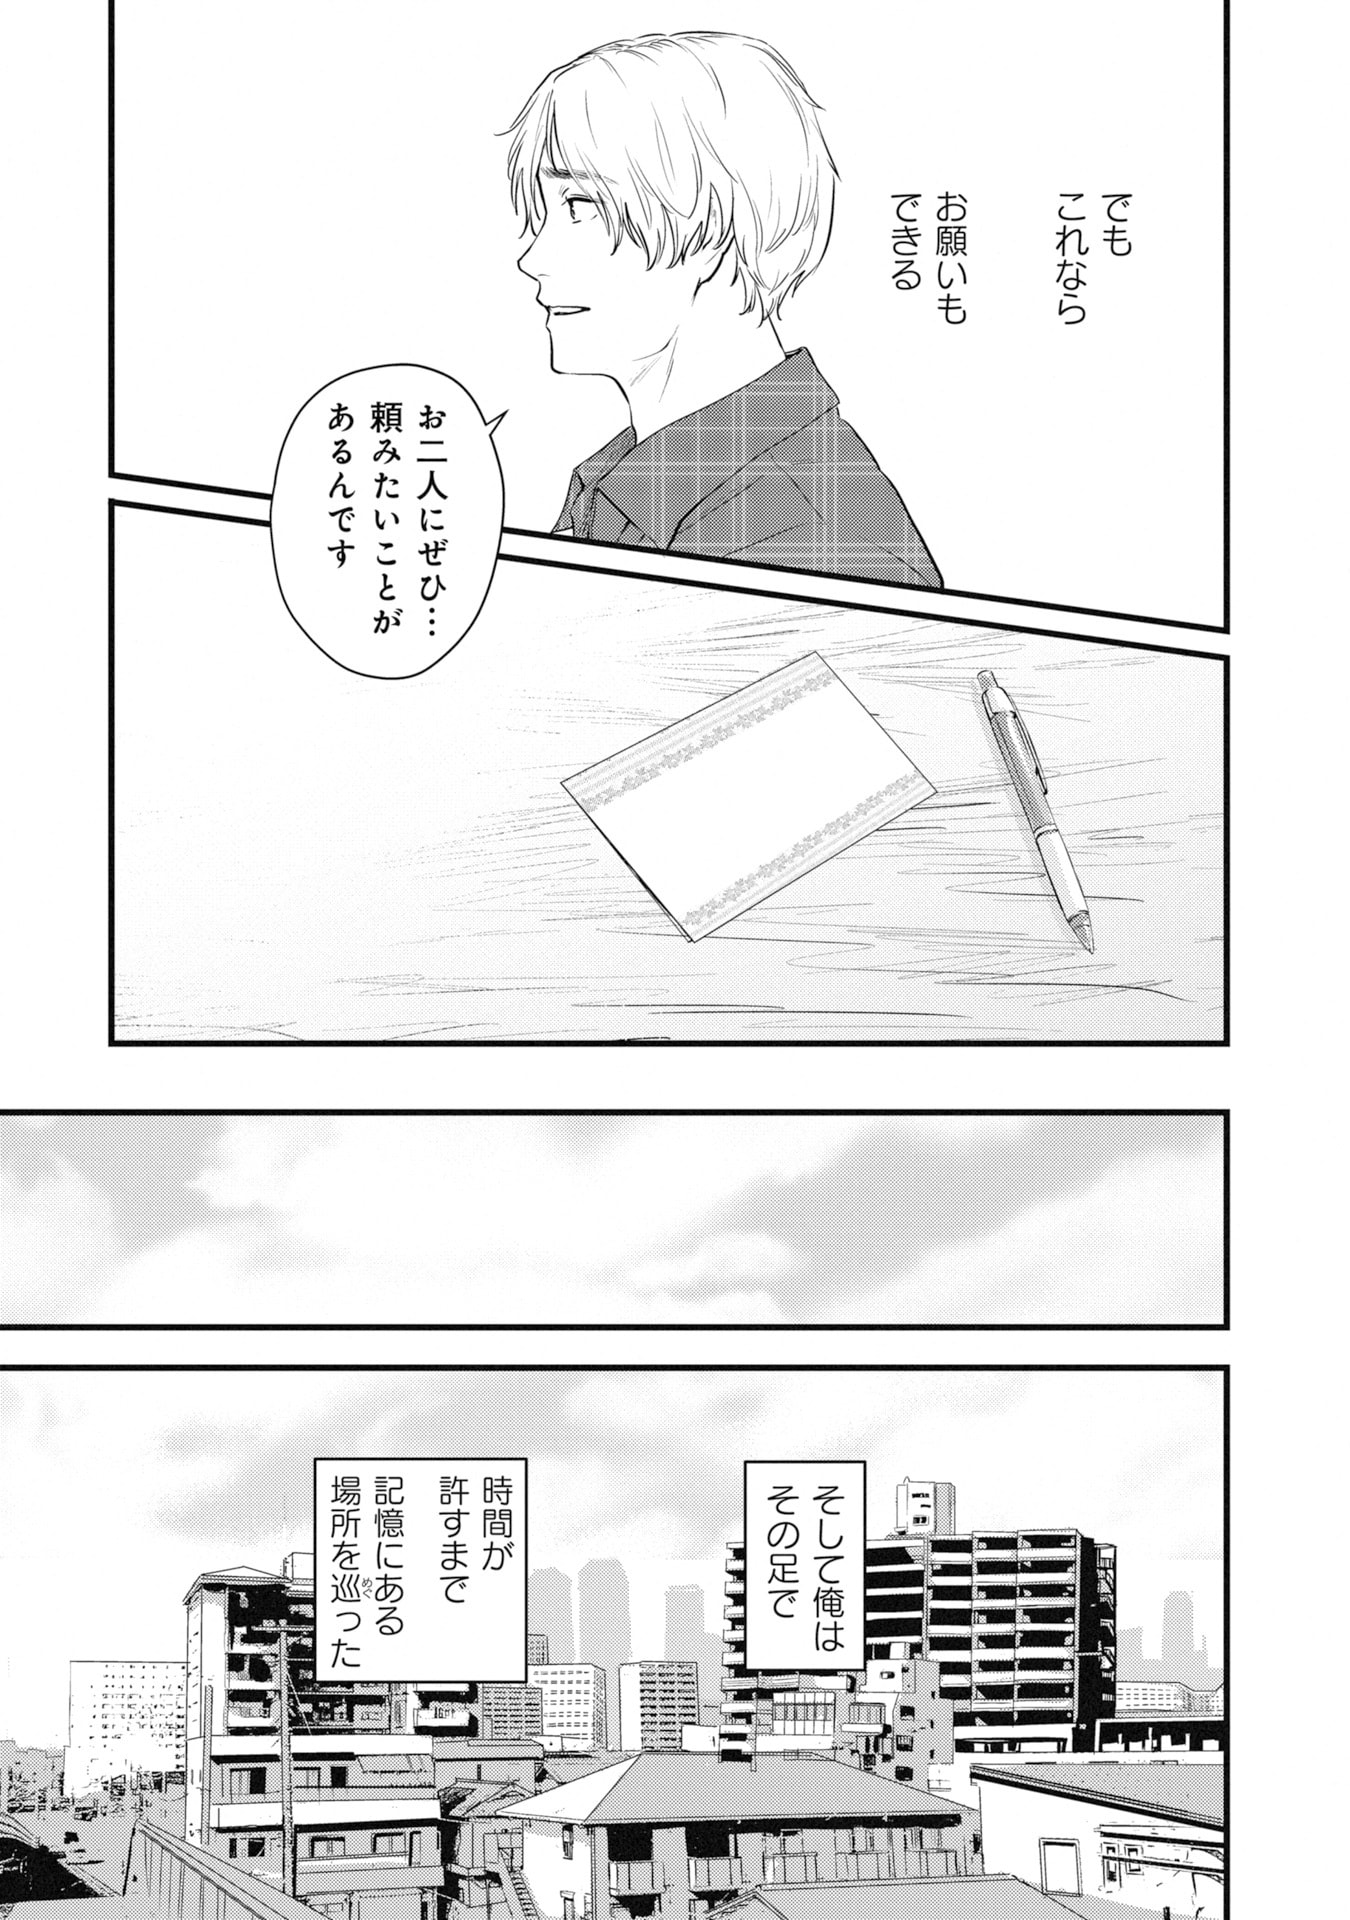 でも
これなら
お願いも
できる
お二人にぜひ…
頼みたいことが
あるんです
そして俺は
その足で
時間が
許すまで
記憶にある
場所を巡った
めぐ